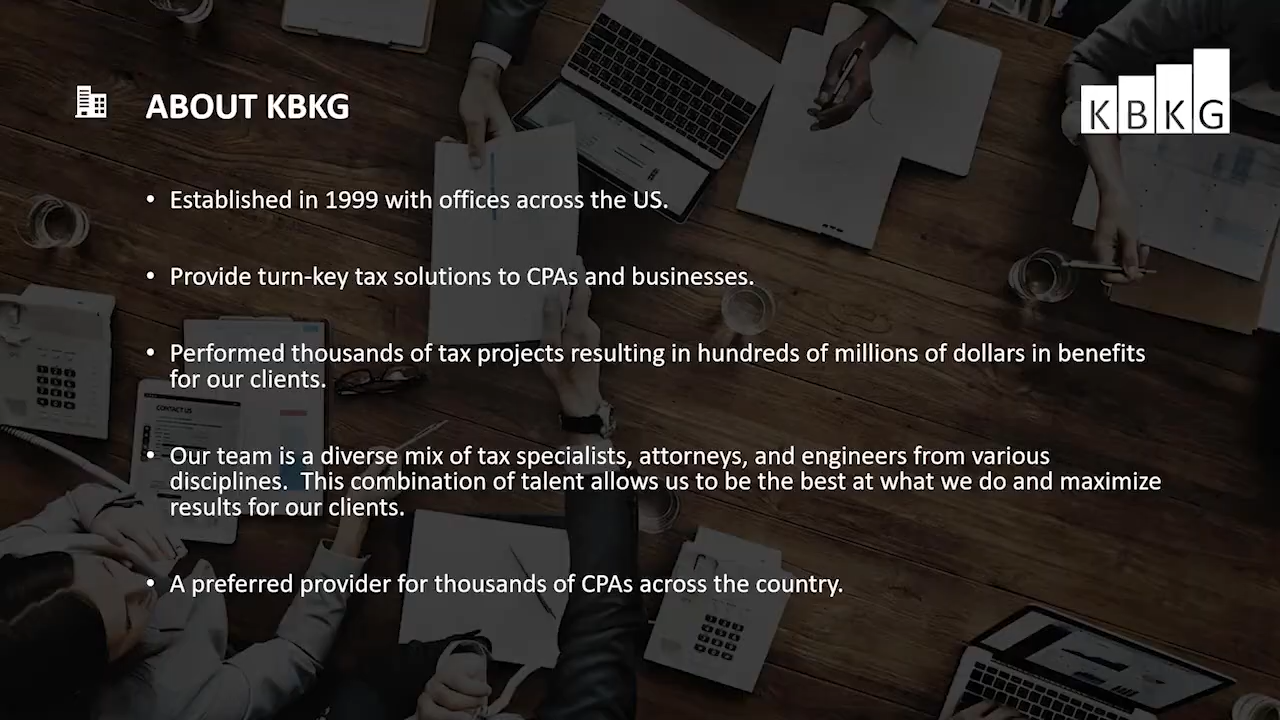 ABOUT KBKG
KBKG
• Established in 1999 with offices across the US.
• Provide turn-key tax solutions to CPAs and businesses.
• Performed thousands of tax projects resulting in hundreds of millions of dollars in benefits
for our clients.
CONTACT US
• Our team is a diverse mix of tax specialists, attorneys, and engineers from various
disciplines.  This combination of talent allows us to be the best at what we do and maximize
results for our clients.
• A preferred provider for thousands of CPAs across the country.